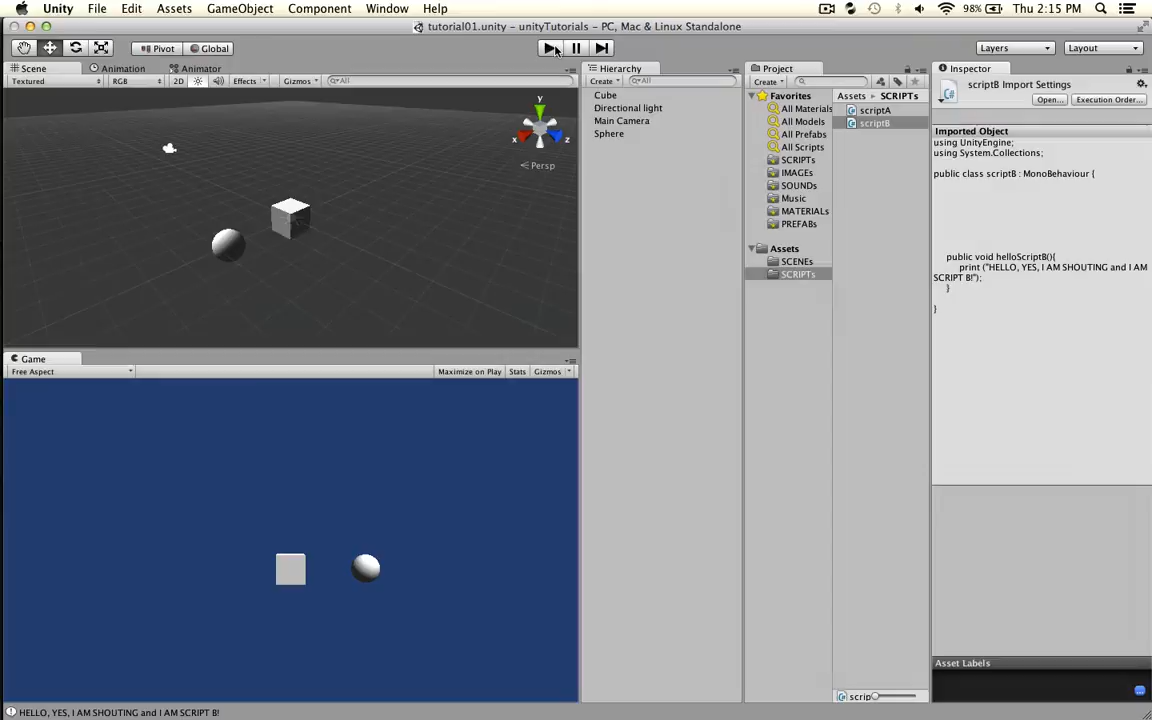 Unity File Edit Assets GameObject Component Window Help 98% Thu 2:15 PM
tutorial01.unity - unityTutorials - PC, Mac & Linux Standalone
Pivot Global Layers Layout
Scene Animation Animator
Textured RGB 2D Effects Gizmos All
y
x
z
Persp
Game
Free Aspect Maximize on Play Stats Gizmos
Hierarchy
Create All
Cube
Directional light
Main Camera
Sphere
Project
Create
Favorites
All Materials
All Models
All Prefabs
All Scripts
SCRIPTs
IMAGEs
SOUNDs
Music
MATERIALs
PREFABs
Assets
SCENEs
SCRIPTs
Assets SCRIPTs
scriptA
scriptB
scrip
Inspector
scriptB Import Settings
Open... Execution Order...
Imported Object
using UnityEngine;
using System.Collections;
public class scriptB : MonoBehaviour {
public void helloScriptB(){
print ("HELLO, YES, I AM SHOUTING and I AM
SCRIPT B!");
}
}
Asset Labels
HELLO, YES, I AM SHOUTING and I AM SCRIPT B!